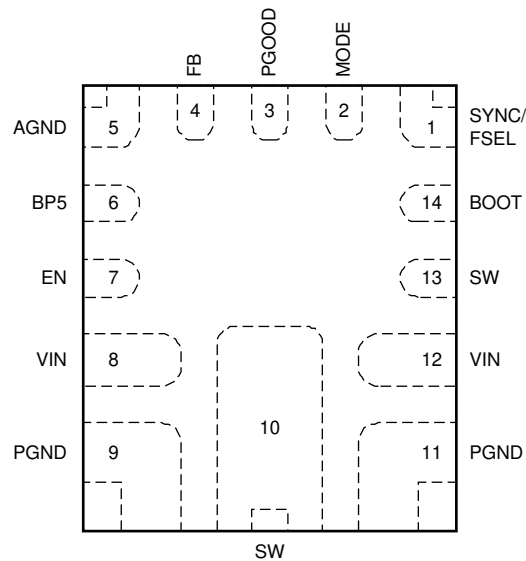 FB
PGOOD
MODE
4
3
2
AGND
5
1
SYNC/
FSEL
BP5
6
14
BOOT
EN
7
13
SW
VIN
8
12
VIN
10
PGND
9
11
PGND
SW